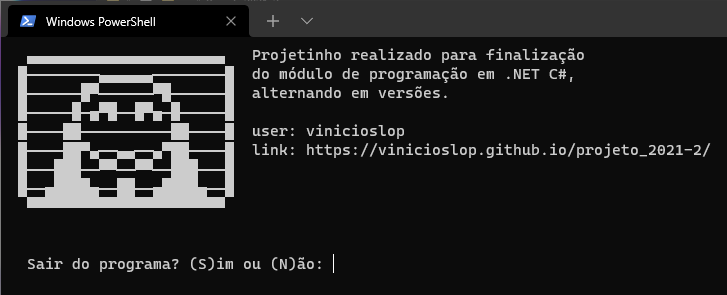 Windows PowerShell
Projetinho realizado para finalização
do módulo de programação em .NET C#,
alternando em versões.
user: vinicioslop
link: https://vinicioslop.github.io/projeto_2021-2/
Sair do programa? (S)im ou (N)ão: